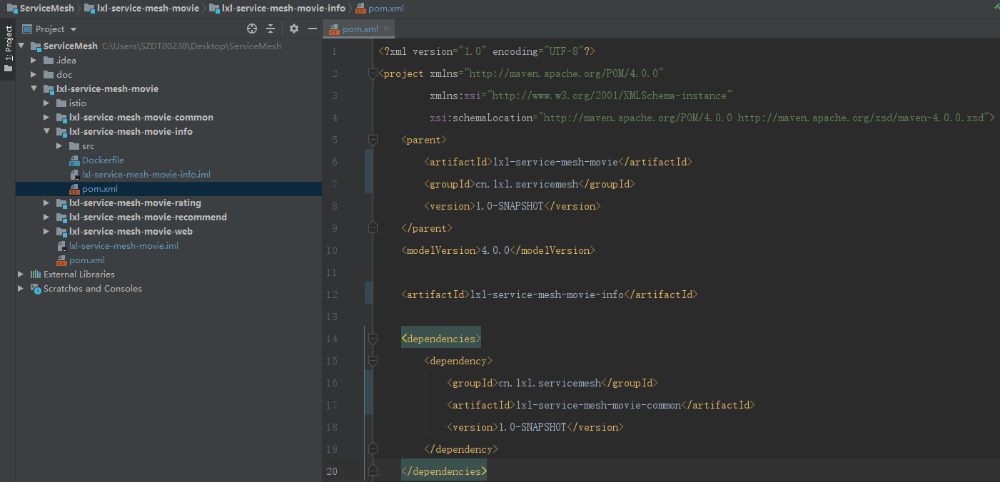 ServiceMesh lxl-service-mesh-movie lxl-service-mesh-movie-info pom.xml
1: Project
Project
ServiceMesh C:\Users\SZDT00238\Desktop\ServiceMesh
.idea
doc
lxl-service-mesh-movie
istio
lxl-service-mesh-movie-common
lxl-service-mesh-movie-info
src
Dockerfile
lxl-service-mesh-movie-info.iml
pom.xml
lxl-service-mesh-movie-rating
lxl-service-mesh-movie-recommend
lxl-service-mesh-movie-web
lxl-service-mesh-movie.iml
pom.xml
External Libraries
Scratches and Consoles
pom.xml
1 <?xml version="1.0" encoding="UTF-8"?>
2 <project xmlns="http://maven.apache.org/POM/4.0.0"
3 xmlns:xsi="http://www.w3.org/2001/XMLSchema-instance"
4 xsi:schemaLocation="http://maven.apache.org/POM/4.0.0 http://maven.apache.org/xsd/maven-4.0.0.xsd">
5 <parent>
6 <artifactId>lxl-service-mesh-movie</artifactId>
7 <groupId>cn.lxl.servicemesh</groupId>
8 <version>1.0-SNAPSHOT</version>
9 </parent>
10 <modelVersion>4.0.0</modelVersion>
11
12 <artifactId>lxl-service-mesh-movie-info</artifactId>
13
14 <dependencies>
15 <dependency>
16 <groupId>cn.lxl.servicemesh</groupId>
17 <artifactId>lxl-service-mesh-movie-common</artifactId>
18 <version>1.0-SNAPSHOT</version>
19 </dependency>
20 </dependencies>